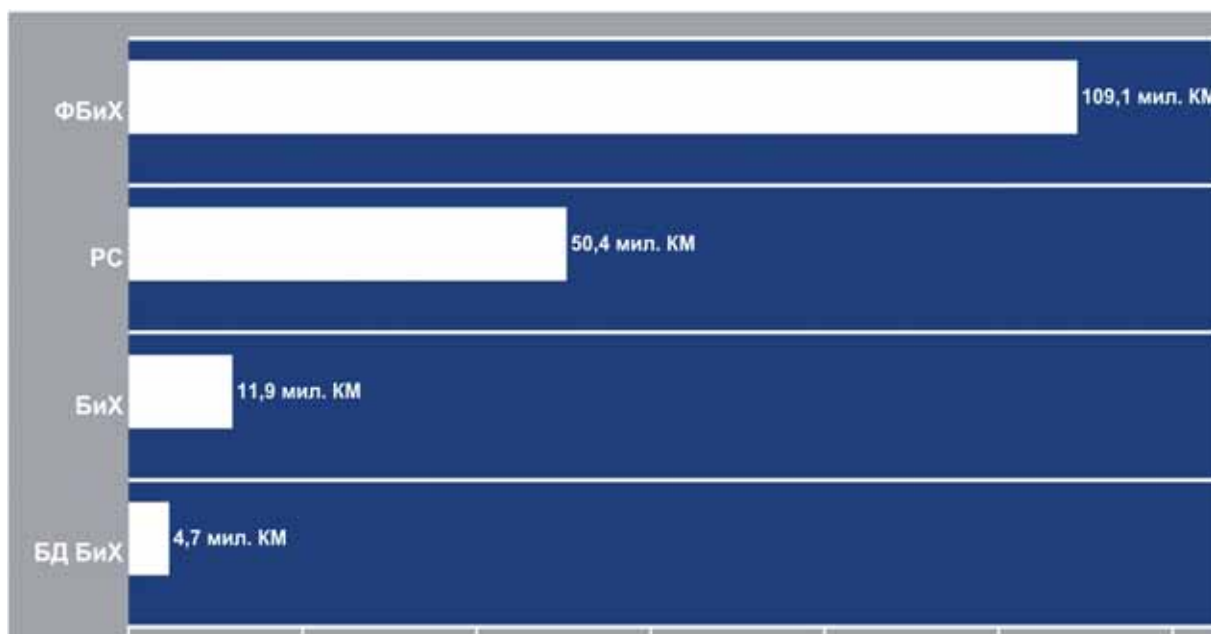 ФБиХ 109,1 мил. КМ
РС 50,4 мил. КМ
БиХ 11,9 мил. КМ
БД БиХ 4,7 мил. КМ